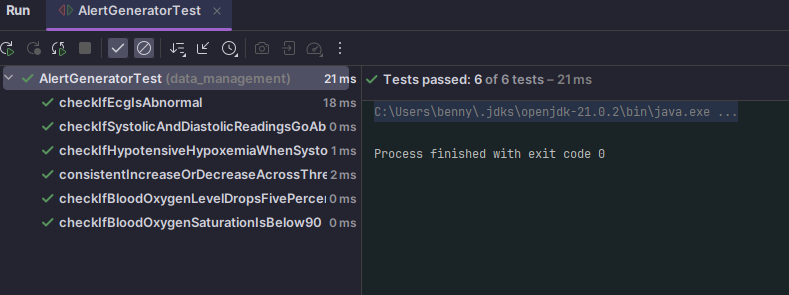 Run AlertGeneratorTest ×
AlertGeneratorTest (data_management) 21 ms
checkIfEcgIsAbnormal 18 ms
checkIfSystolicAndDiastolicReadingsGoAb 0 ms
checkIfHypotensiveHypoxemiaWhenSysto 1 ms
consistentIncreaseOrDecreaseAcrossThre 2 ms
checkIfBloodOxygenLevelDropsFivePercen 0 ms
checkIfBloodOxygenSaturationIsBelow90 0 ms
Tests passed: 6 of 6 tests – 21 ms
C:\Users\benny\.jdks\openjdk-21.0.2\bin\java.exe ...
Process finished with exit code 0